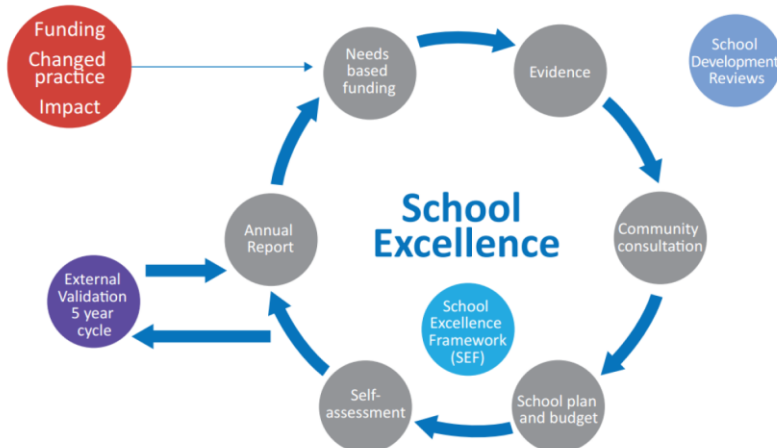 Funding
Changed
practice
Impact
Needs
based
funding
Evidence
School
Development
Reviews
Annual
Report
School
Excellence
Community
consultation
External
Validation
5 year
cycle
School
Excellence
Framework
(SEF)
Self-
assessment
School plan
and budget